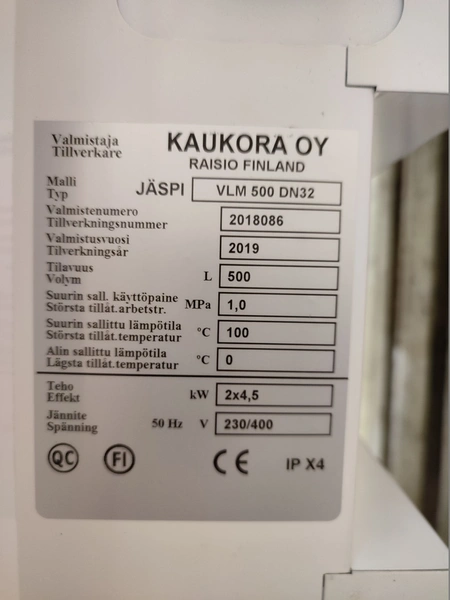 Valmistaja
Tillverkare
KAUKORA OY
RAISIO FINLAND
Malli
Typ
JÄSPI VLM 500 DN32
Valmistenumero
Tillverkningsnummer
2018086
Valmistusvuosi
Tilverkningsår
2019
Tilavuus
Volym
L 500
Suurin sall. käyttöpaine
Största tillåt.arbetstr.
MPa 1,0
Suurin sallittu lämpötila
Största tillåt.temperatur
°C 100
Alin sallittu lämpötila
Lägsta tillåt.temperatur
°C 0
Teho
Effekt
kW 2x4,5
Jännite
Spänning
50 Hz V 230/400
QC FI CE IP X4